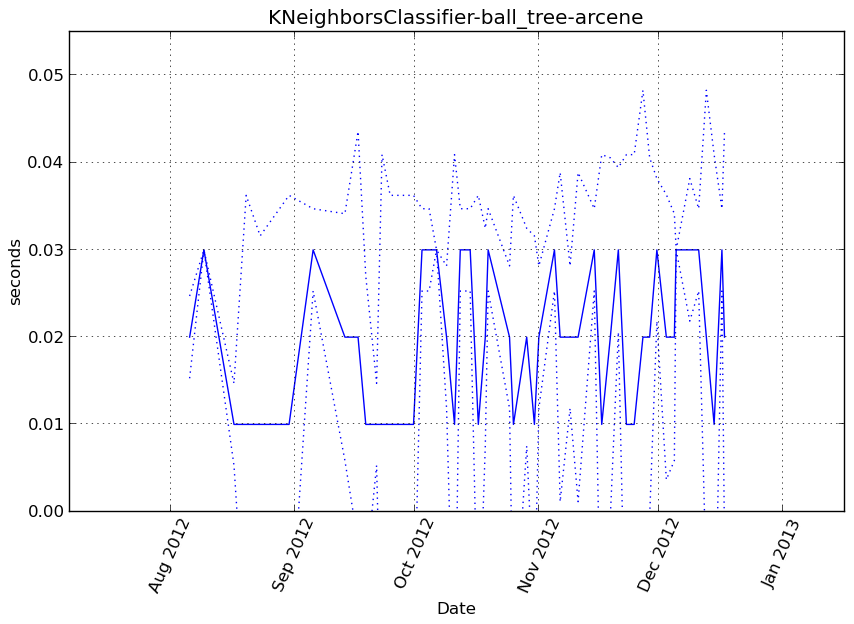 KNeighborsClassifier-ball_tree-arcene
0.05
0.04
0.03
0.02
0.01
0.00
seconds
Aug 2012
Sep 2012
Oct 2012
Nov 2012
Dec 2012
Jan 2013
Date